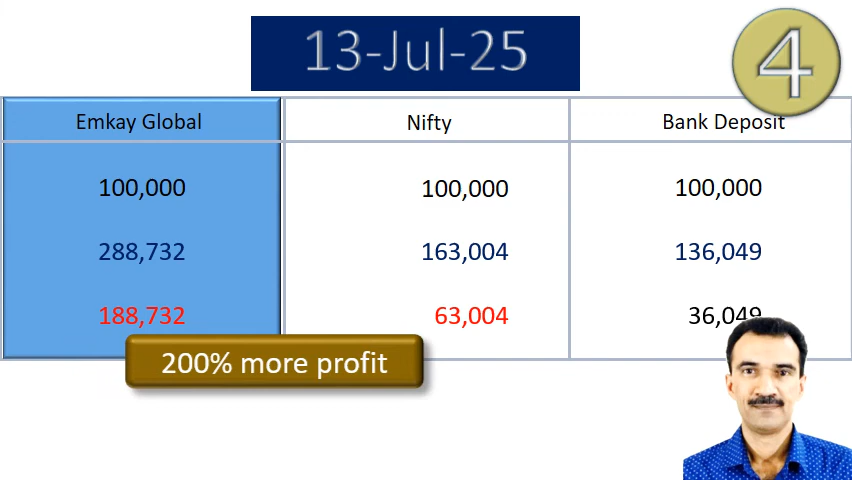 13-Jul-25
4
Emkay Global Nifty Bank Deposit
100,000 100,000 100,000
288,732 163,004 136,049
188,732 63,004 36,049
200% more profit